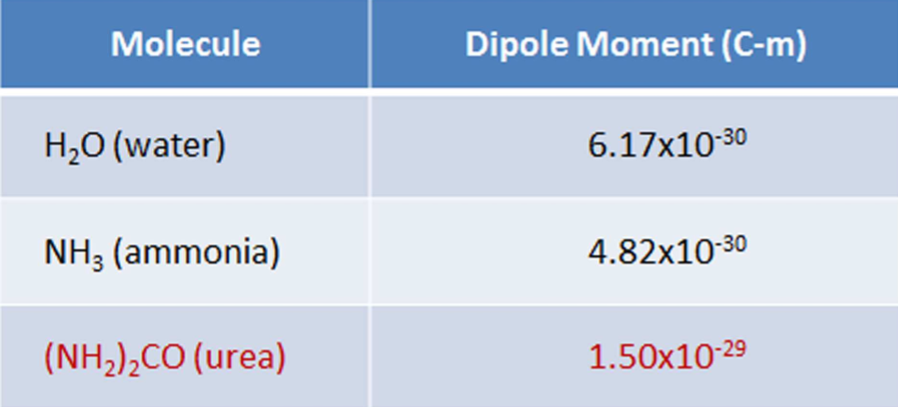 Molecule Dipole Moment (C-m)
H₂O (water) 6.17x10⁻³⁰
NH₃ (ammonia) 4.82x10⁻³⁰
(NH₂)₂CO (urea) 1.50x10⁻²⁹